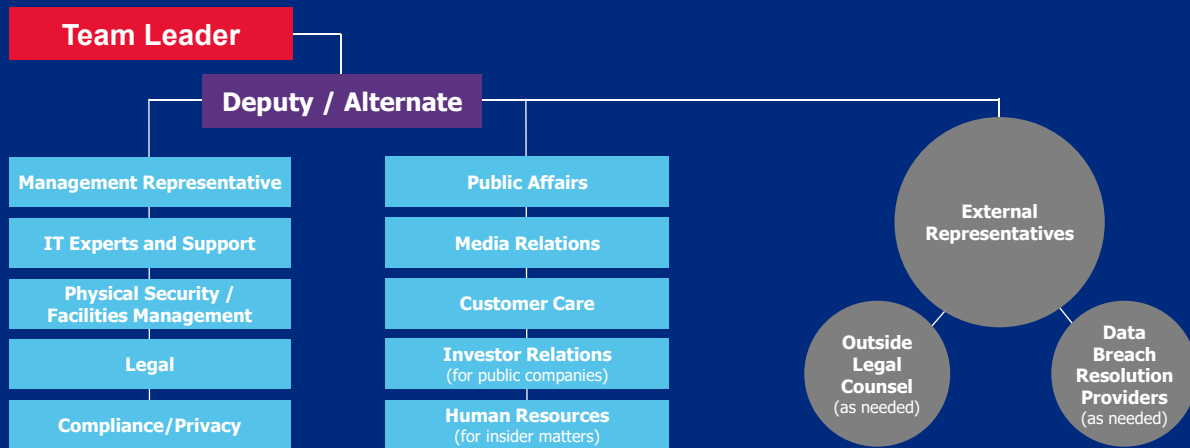 Team Leader
Deputy / Alternate
Management Representative
IT Experts and Support
Physical Security /
Facilities Management
Legal
Compliance/Privacy
Public Affairs
Media Relations
Customer Care
Investor Relations
(for public companies)
Human Resources
(for insider matters)
External
Representatives
Outside
Legal
Counsel
(as needed)
Data
Breach
Resolution
Providers
(as needed)